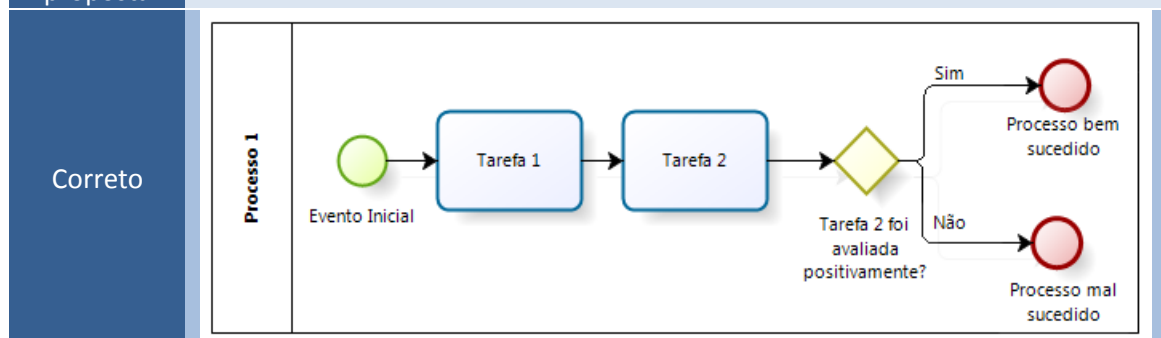 Correto
Processo 1
Evento Inicial
Tarefa 1
Tarefa 2
Tarefa 2 foi
avaliada
positivamente?
Sim
Processo bem
sucedido
Não
Processo mal
sucedido